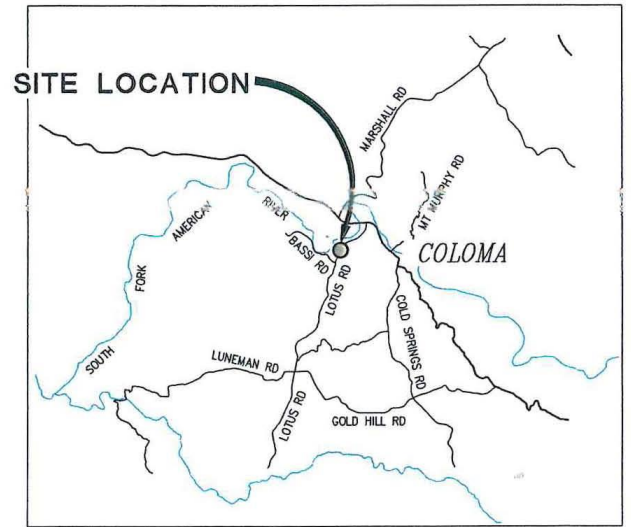 SITE LOCATION
MARSHALL RD
MT MURPHY RD
RIVER
AMERICAN
BASSI RD
COLOMA
LOTUS RD
FORK
COLD SPRINGS RD
SOUTH
LUNEMAN RD
LOTUS RD
GOLD HILL RD